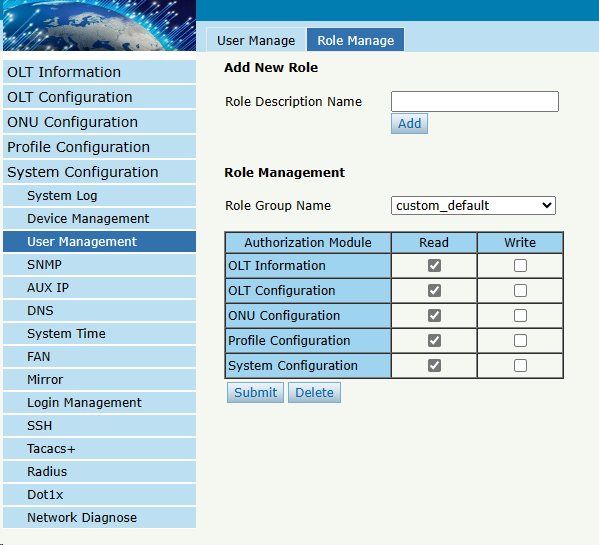 User Manage Role Manage
OLT Information
OLT Configuration
ONU Configuration
Profile Configuration
System Configuration
System Log
Device Management
User Management
SNMP
AUX IP
DNS
System Time
FAN
Mirror
Login Management
SSH
Tacacs+
Radius
Dot1x
Network Diagnose
Add New Role
Role Description Name
Add
Role Management
Role Group Name custom_default
Authorization Module Read Write
OLT Information
OLT Configuration
ONU Configuration
Profile Configuration
System Configuration
Submit Delete